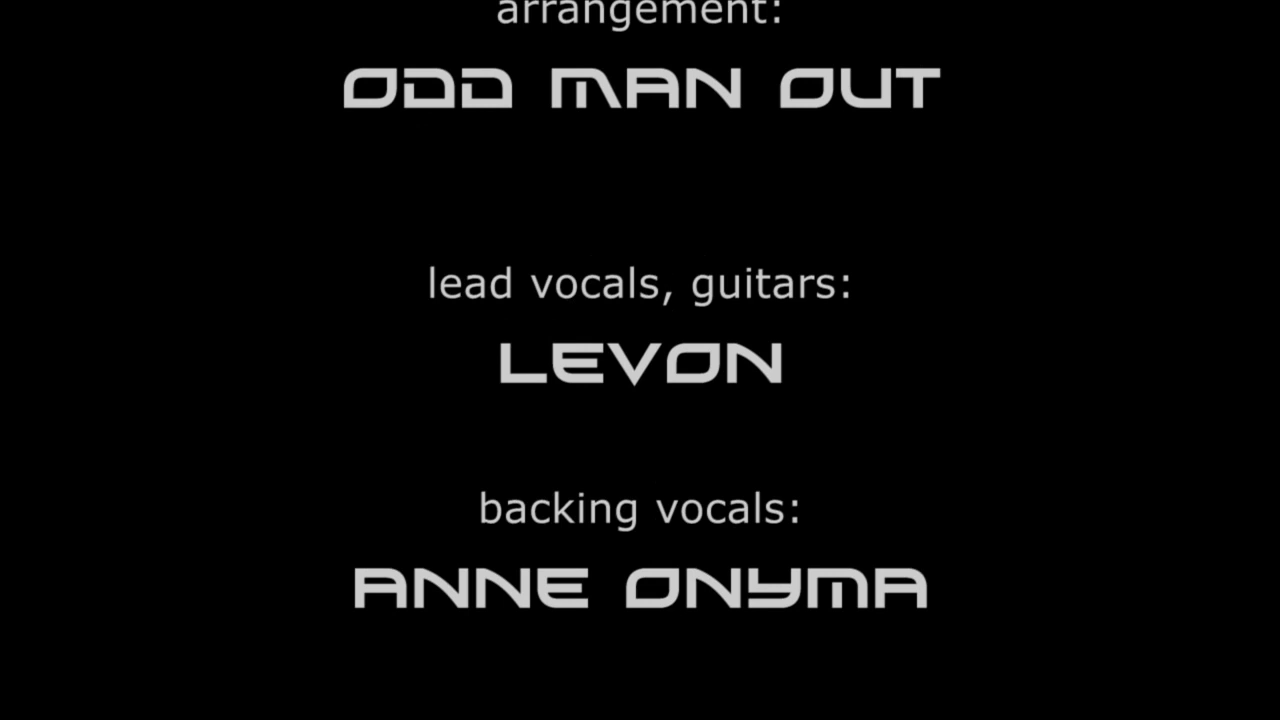 arrangement:
ODD MAN OUT
lead vocals, guitars:
LEVON
backing vocals:
ANNE ONYMA